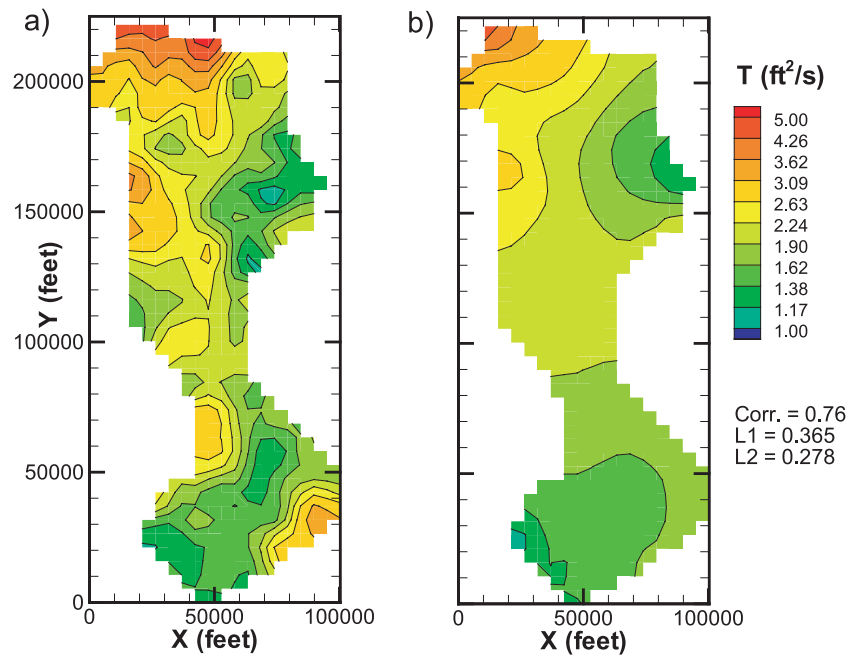 a)
b)
200000
150000
100000
50000
0
Y (feet)
0
50000
100000
X (feet)
0
50000
100000
X (feet)
T (ft²/s)
5.00
4.26
3.62
3.09
2.63
2.24
1.90
1.62
1.38
1.17
1.00
Corr. = 0.76
L1 = 0.365
L2 = 0.278